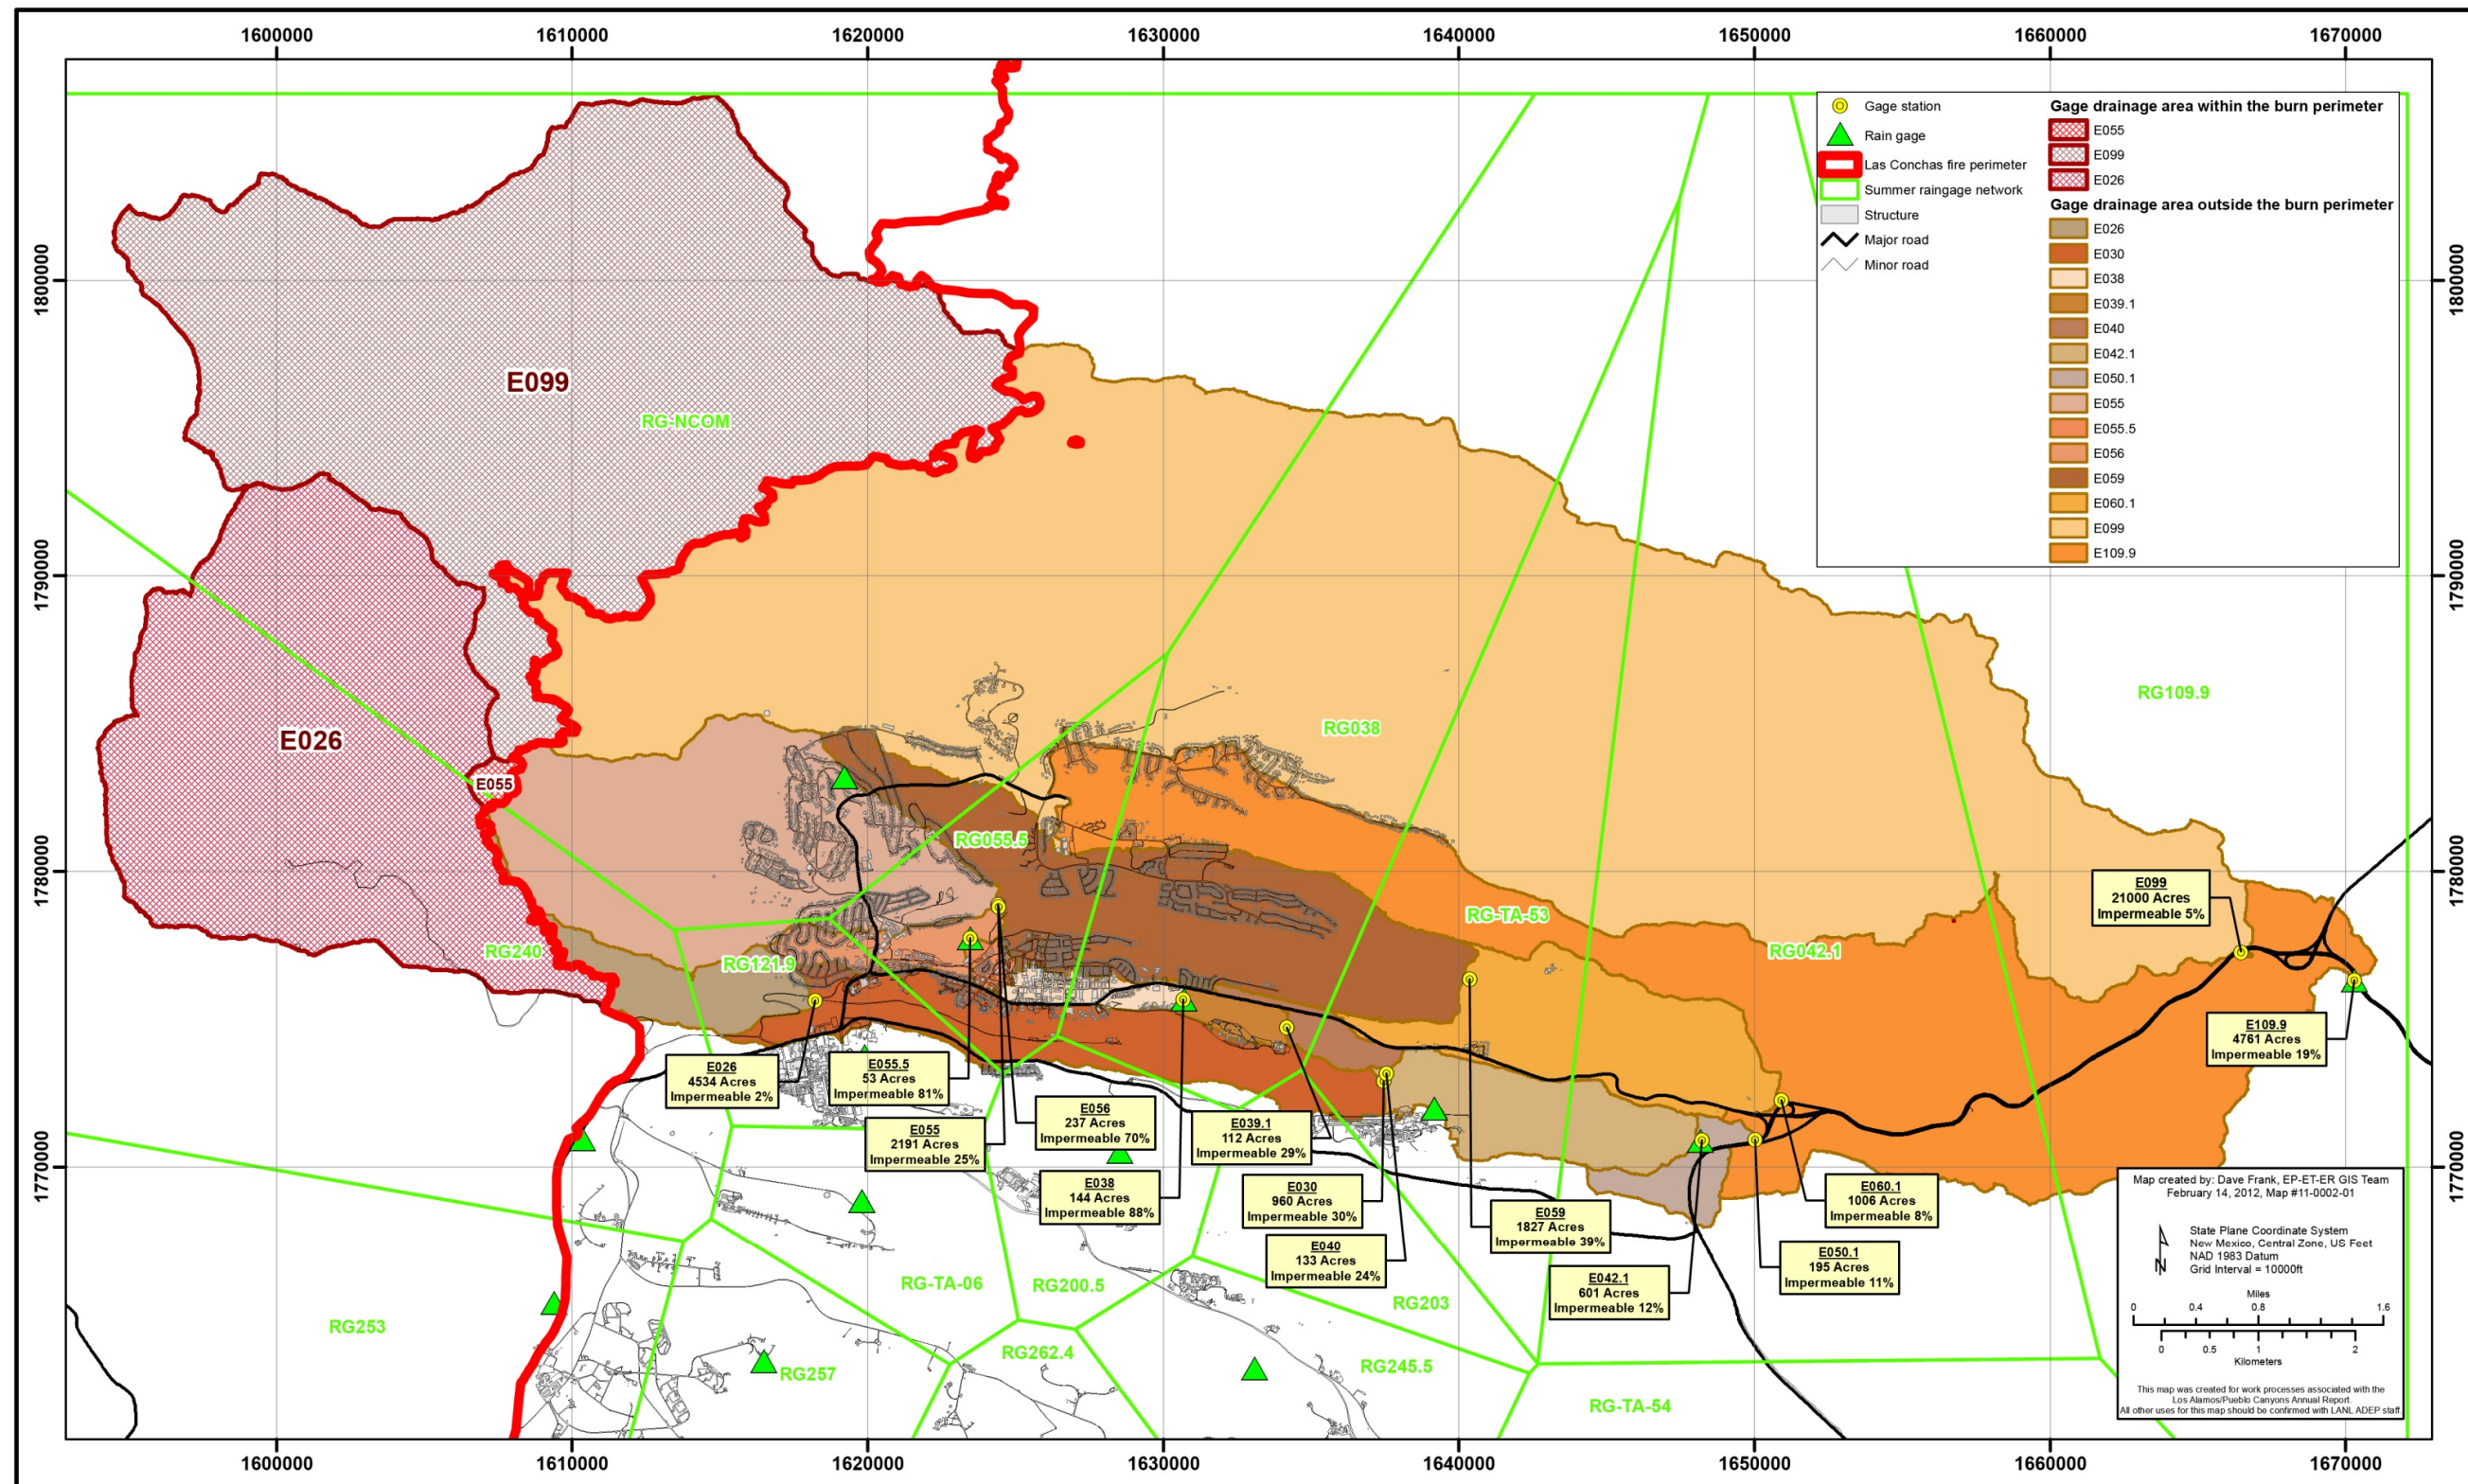 1600000 1610000 1620000 1630000 1640000 1650000 1660000 1670000
Gage station
Rain gage
Las Conchas fire perimeter
Summer raingage network
Structure
Major road
Minor road
Gage drainage area within the burn perimeter
E055
E099
E026
Gage drainage area outside the burn perimeter
E026
E030
E038
E039.1
E040
E042.1
E050.1
E055
E055.5
E056
E059
E060.1
E099
E109.9
1800000
1800000
1790000
1790000
1780000
1780000
1770000
1770000
E099
RG-NCOM
E026
E055
RG038
RG109.9
RG055.5
RG-TA-53
RG042.1
RG240
RG121.9
E099
21000 Acres
Impermeable 5%
E109.9
4761 Acres
Impermeable 19%
E026
4534 Acres
Impermeable 2%
E055.5
53 Acres
Impermeable 81%
E055
2191 Acres
Impermeable 25%
E056
237 Acres
Impermeable 70%
E038
144 Acres
Impermeable 88%
E039.1
112 Acres
Impermeable 29%
E030
960 Acres
Impermeable 30%
E040
133 Acres
Impermeable 24%
E059
1827 Acres
Impermeable 39%
E042.1
601 Acres
Impermeable 12%
E060.1
1006 Acres
Impermeable 8%
E050.1
195 Acres
Impermeable 11%
RG-TA-06
RG200.5
RG203
RG253
RG262.4
RG257
RG245.5
RG-TA-54
Map created by: Dave Frank, EP-ET-ER GIS Team
February 14, 2012, Map #11-0002-01
N
State Plane Coordinate System
New Mexico, Central Zone, US Feet
NAD 1983 Datum
Grid Interval = 10000ft
Miles
0 0.4 0.8 1.6
0 0.5 1 2
Kilometers
This map was created for work processes associated with the
Los Alamos/Pueblo Canyons Annual Report.
All other uses for this map should be confirmed with LANL ADEP staff.
1600000 1610000 1620000 1630000 1640000 1650000 1660000 1670000